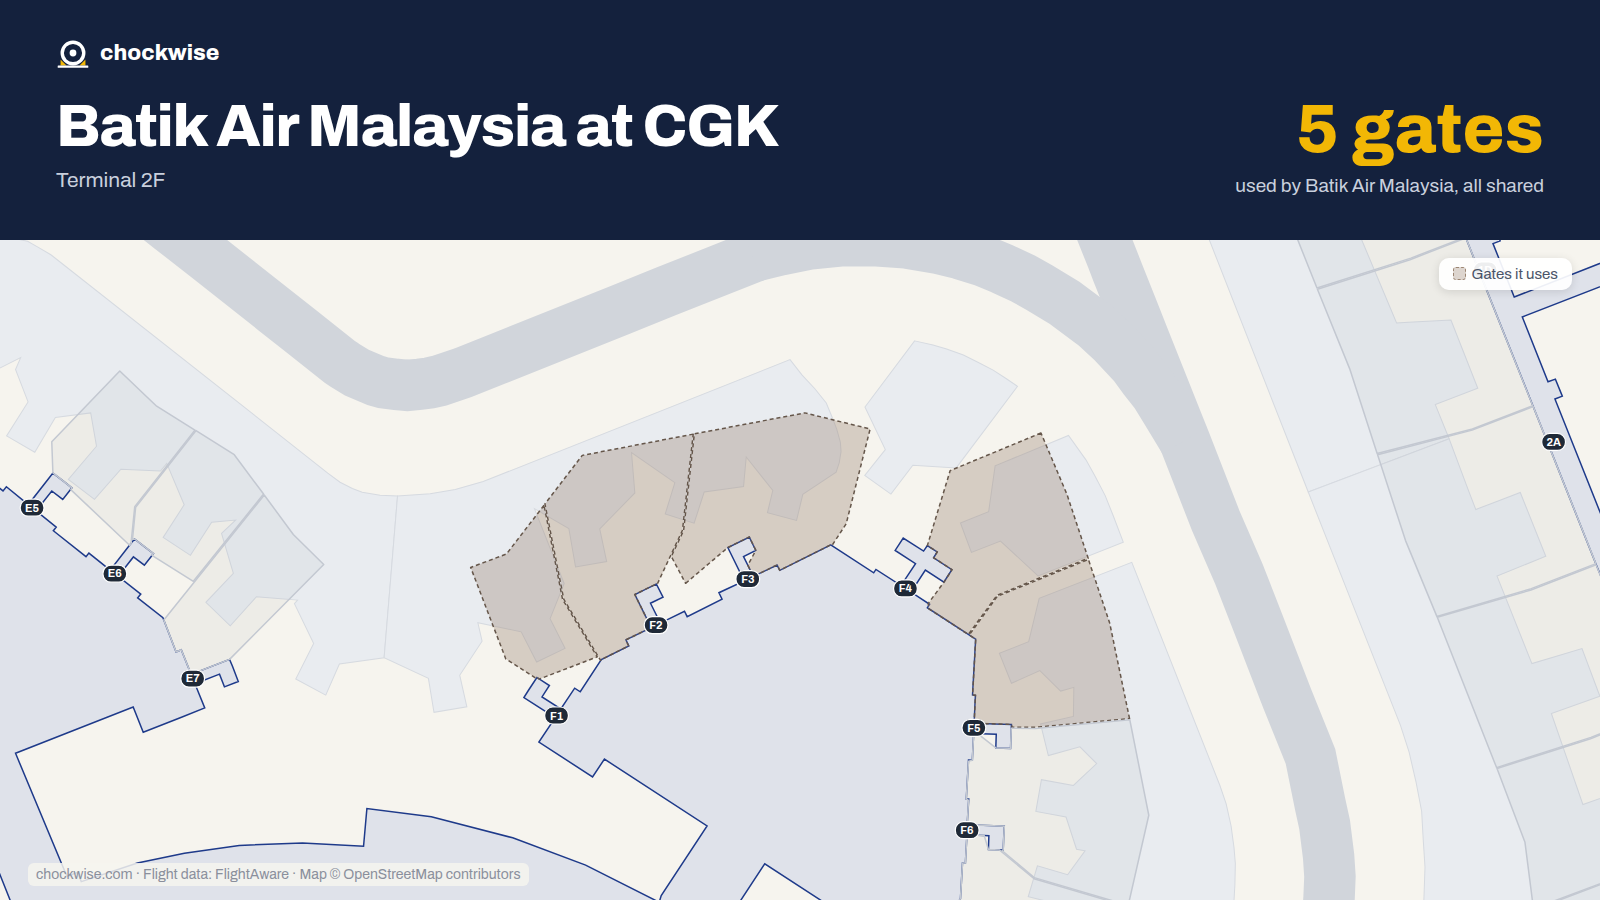 chockwise
Batik Air Malaysia at CGK
Terminal 2F
5 gates
used by Batik Air Malaysia, all shared
Gates it uses
2A
E5
E6
E7
F1
F2
F3
F4
F5
F6
chockwise.com · Flight data: FlightAware · Map © OpenStreetMap contributors